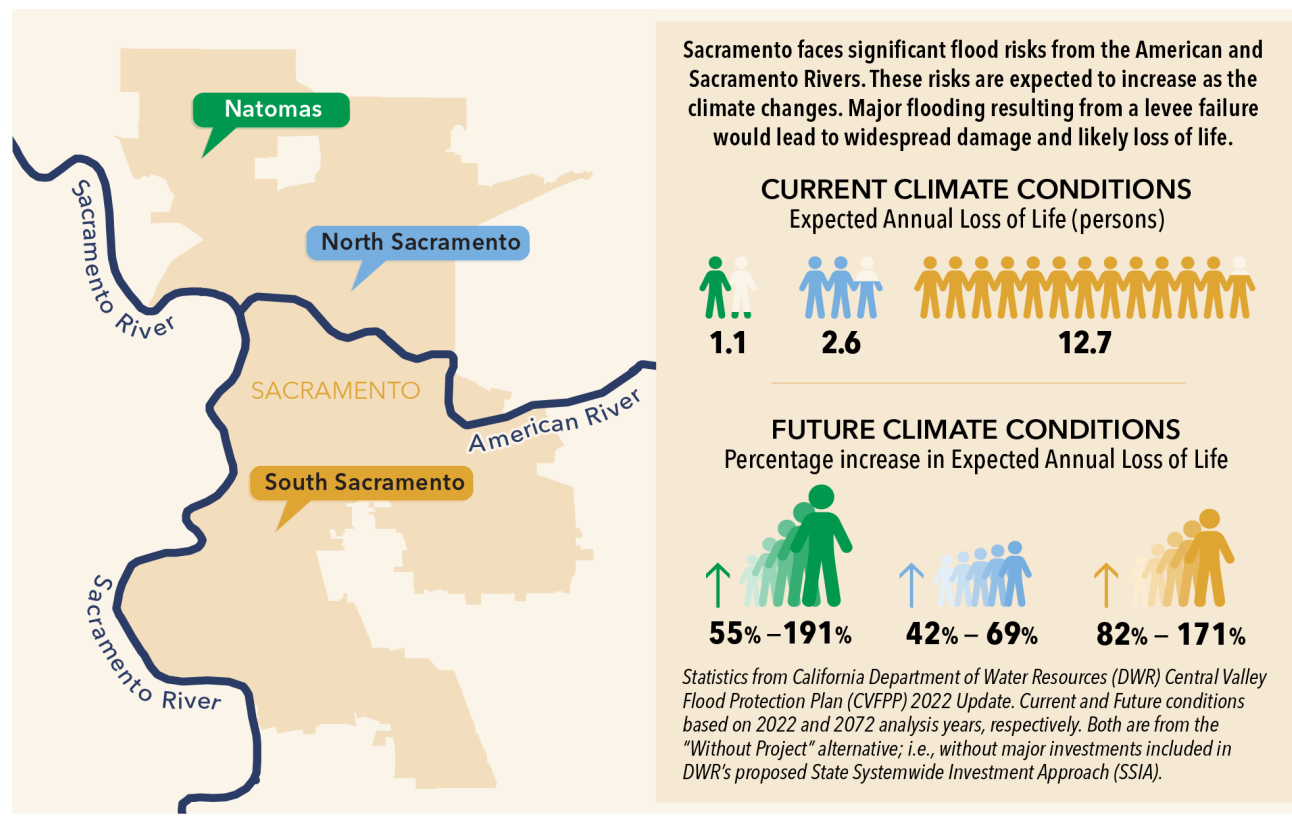 Natomas
North Sacramento
Sacramento River
SACRAMENTO
American River
South Sacramento
Sacramento River
Sacramento faces significant flood risks from the American and
Sacramento Rivers. These risks are expected to increase as the
climate changes. Major flooding resulting from a levee failure
would lead to widespread damage and likely loss of life.
CURRENT CLIMATE CONDITIONS
Expected Annual Loss of Life (persons)
1.1 2.6 12.7
FUTURE CLIMATE CONDITIONS
Percentage increase in Expected Annual Loss of Life
55% – 191% 42% – 69% 82% – 171%
Statistics from California Department of Water Resources (DWR) Central Valley
Flood Protection Plan (CVFPP) 2022 Update. Current and Future conditions
based on 2022 and 2072 analysis years, respectively. Both are from the
“Without Project” alternative; i.e., without major investments included in
DWR’s proposed State Systemwide Investment Approach (SSIA).